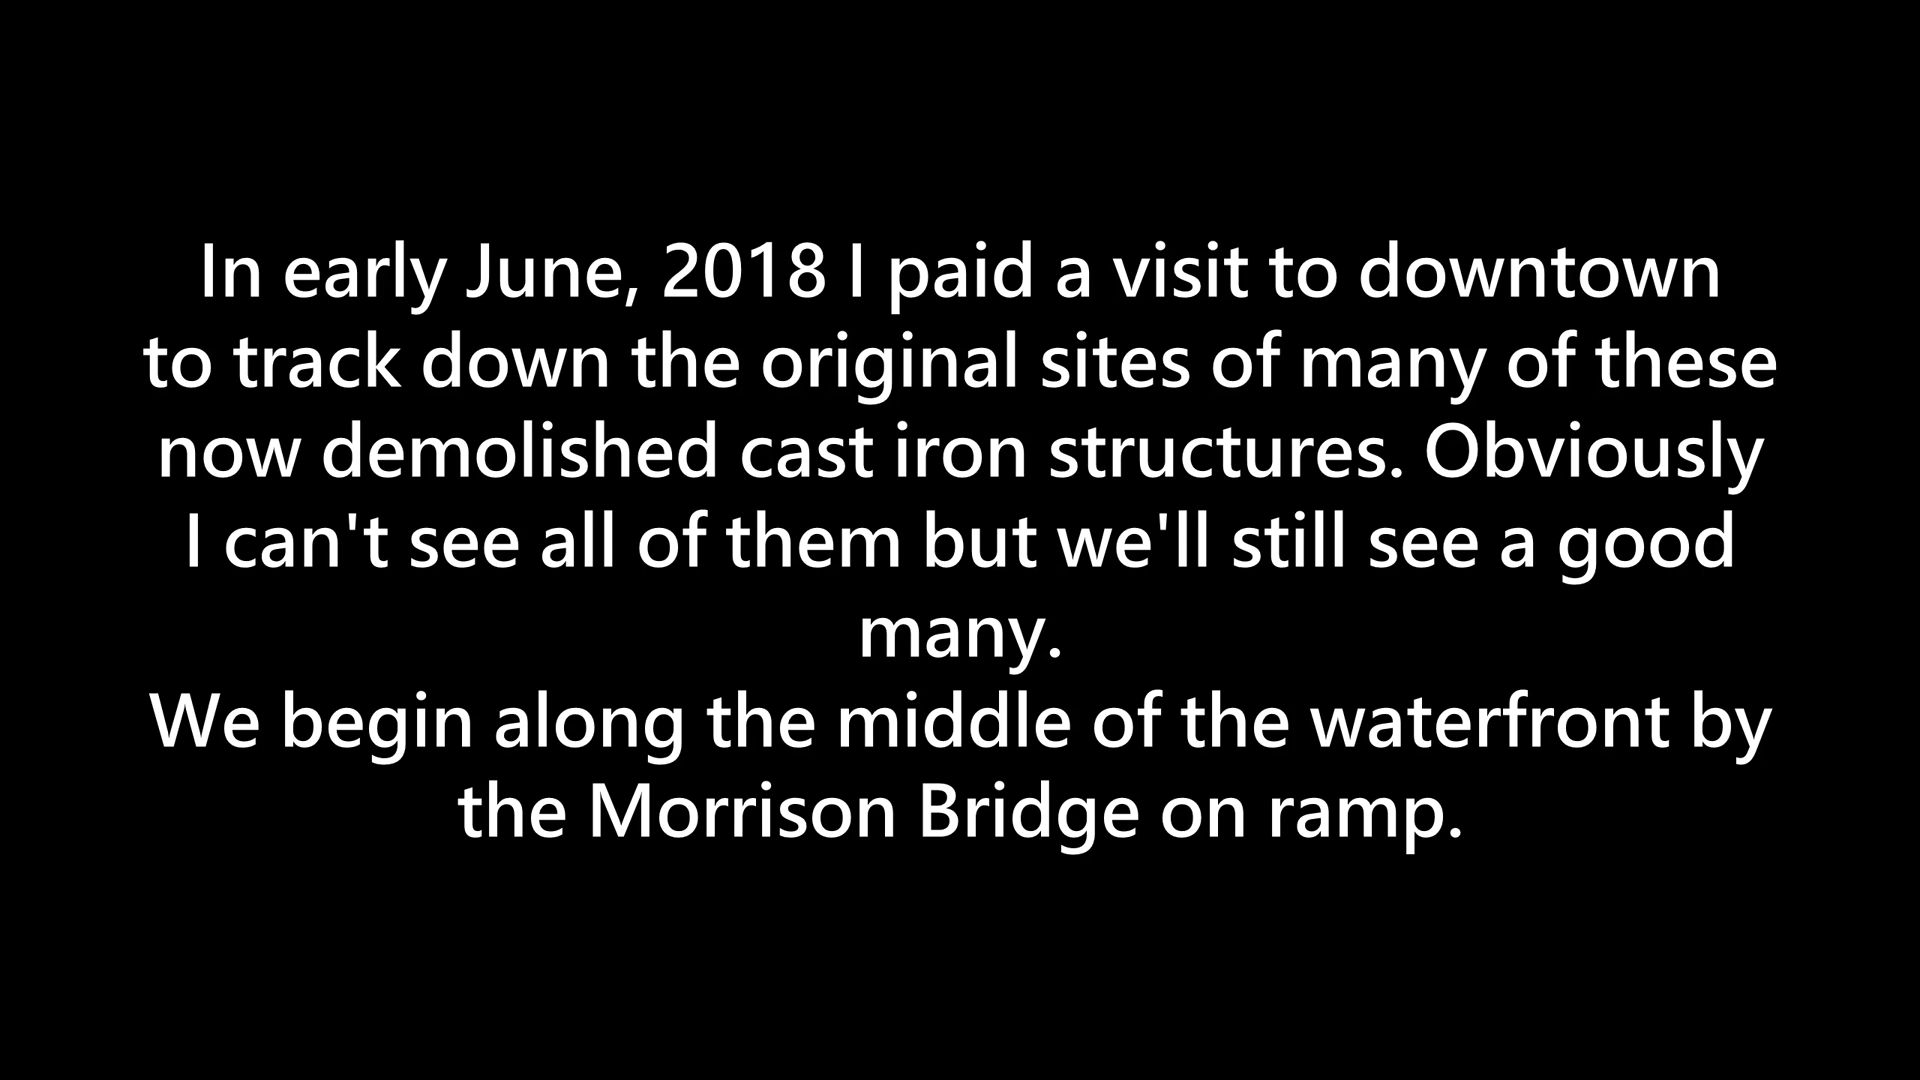 In early June, 2018 I paid a visit to downtown
to track down the original sites of many of these
now demolished cast iron structures. Obviously
I can't see all of them but we'll still see a good
many.
We begin along the middle of the waterfront by
the Morrison Bridge on ramp.